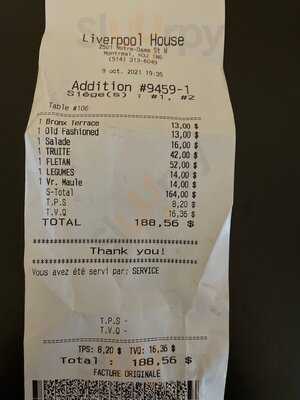 Liverpool House
2501 Notre-Dame St W
Montreal, H3J 1N6
(514) 313-6049
9 oct. 2021 19:35
Addition #9459-1
Siège(s) : #1, #2
Table #106
1 Bronx Terrace 13,00 $
1 Old Fashioned 13,00 $
1 Salade 16,00 $
1 TRUITE 42,00 $
1 FLETAN 52,00 $
1 LEGUMES 14,00 $
1 Vr. Maule 14,00 $
S-Total 164,00 $
T.P.S 8,20 $
T.V.Q 16,36 $
TOTAL 188,56 $
Thank you!
Vous avez été servi par: SERVICE
T.P.S -
T.V.Q -
TPS: 8,20 $ TVQ: 16,36 $
Total : 188,56 $
FACTURE ORIGINALE